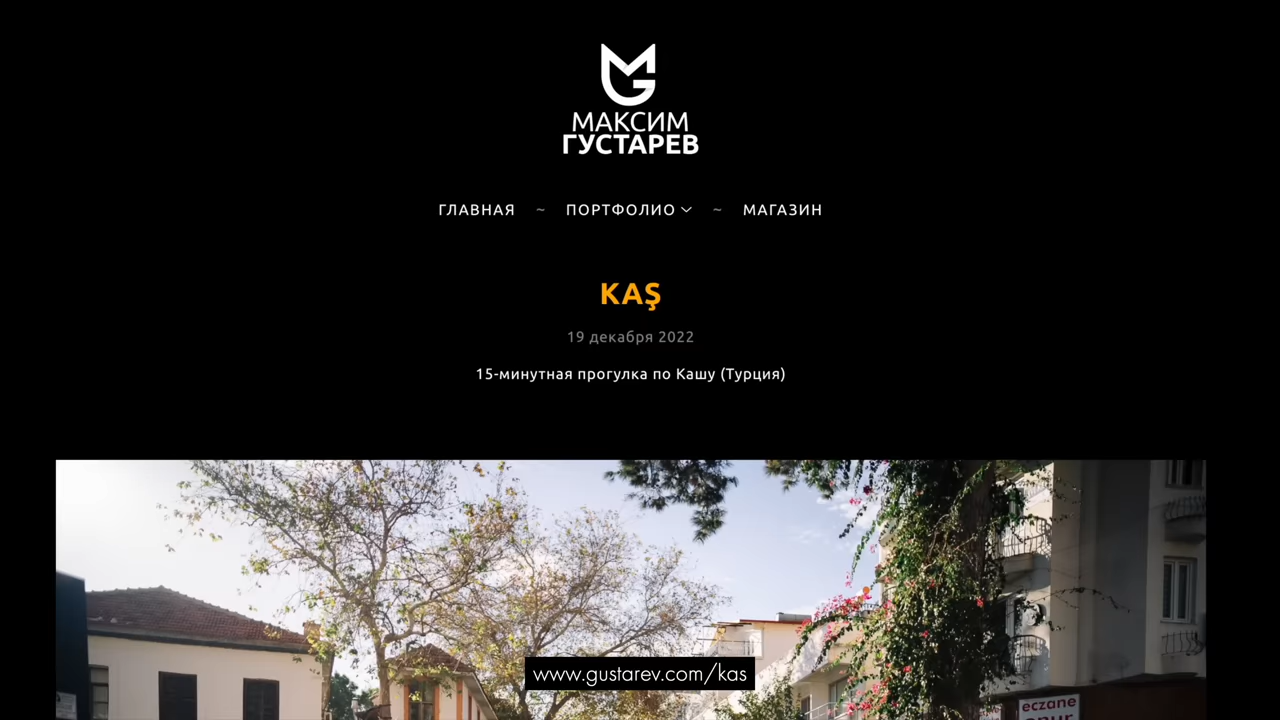 МАКСИМ
ГУСТАРЕВ
ГЛАВНАЯ ~ ПОРТФОЛИО ~ МАГАЗИН
KAŞ
19 декабря 2022
15-минутная прогулка по Кашу (Турция)
www.gustarev.com/kas
eczane